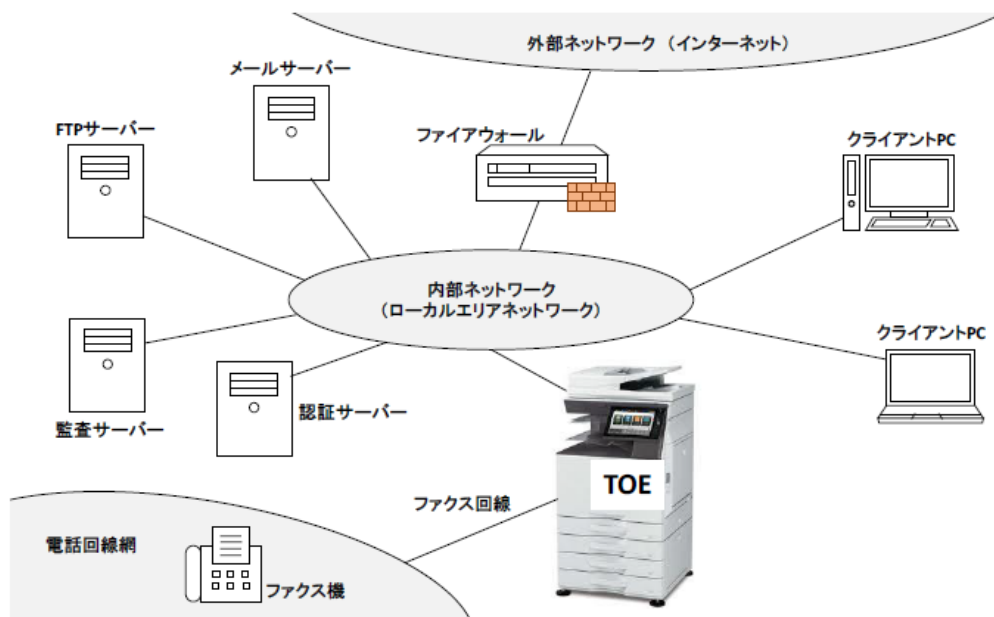 外部ネットワーク（インターネット）
メールサーバー
FTPサーバー
ファイアウォール
クライアントPC
内部ネットワーク
（ローカルエリアネットワーク）
クライアントPC
監査サーバー
認証サーバー
TOE
ファクス回線
電話回線網
ファクス機